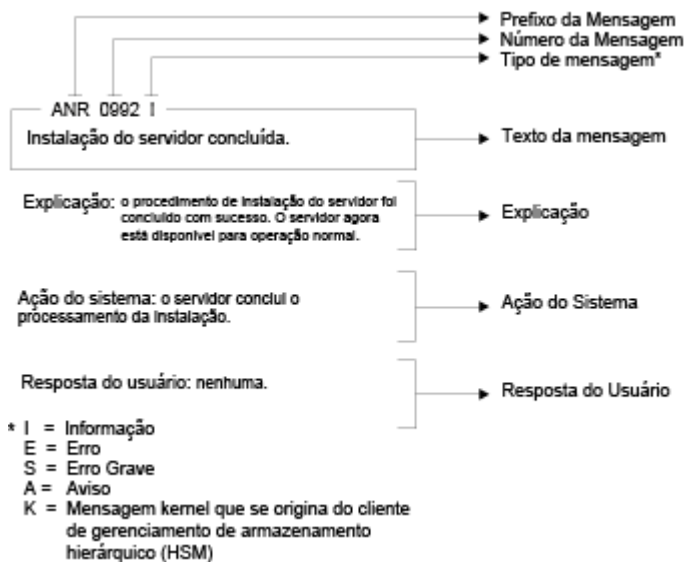 Prefixo da Mensagem
Número da Mensagem
Tipo de mensagem*
ANR 0992 I
Instalação do servidor concluída.
Texto da mensagem
Explicação: o procedimento de instalação do servidor foi
concluído com sucesso. O servidor agora
está disponível para operação normal.
Explicação
Ação do sistema: o servidor conclui o
processamento da instalação.
Ação do Sistema
Resposta do usuário: nenhuma.
Resposta do Usuário
* I = Informação
E = Erro
S = Erro Grave
A = Aviso
K = Mensagem kernel que se origina do cliente
de gerenciamento de armazenamento
hierárquico (HSM)